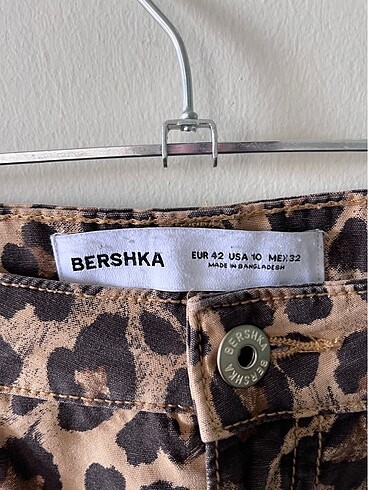 BERSHKA
EUR 42 USA 10 MEX 32
MADE IN BANGLADESH
BERSHKA BERSHKA